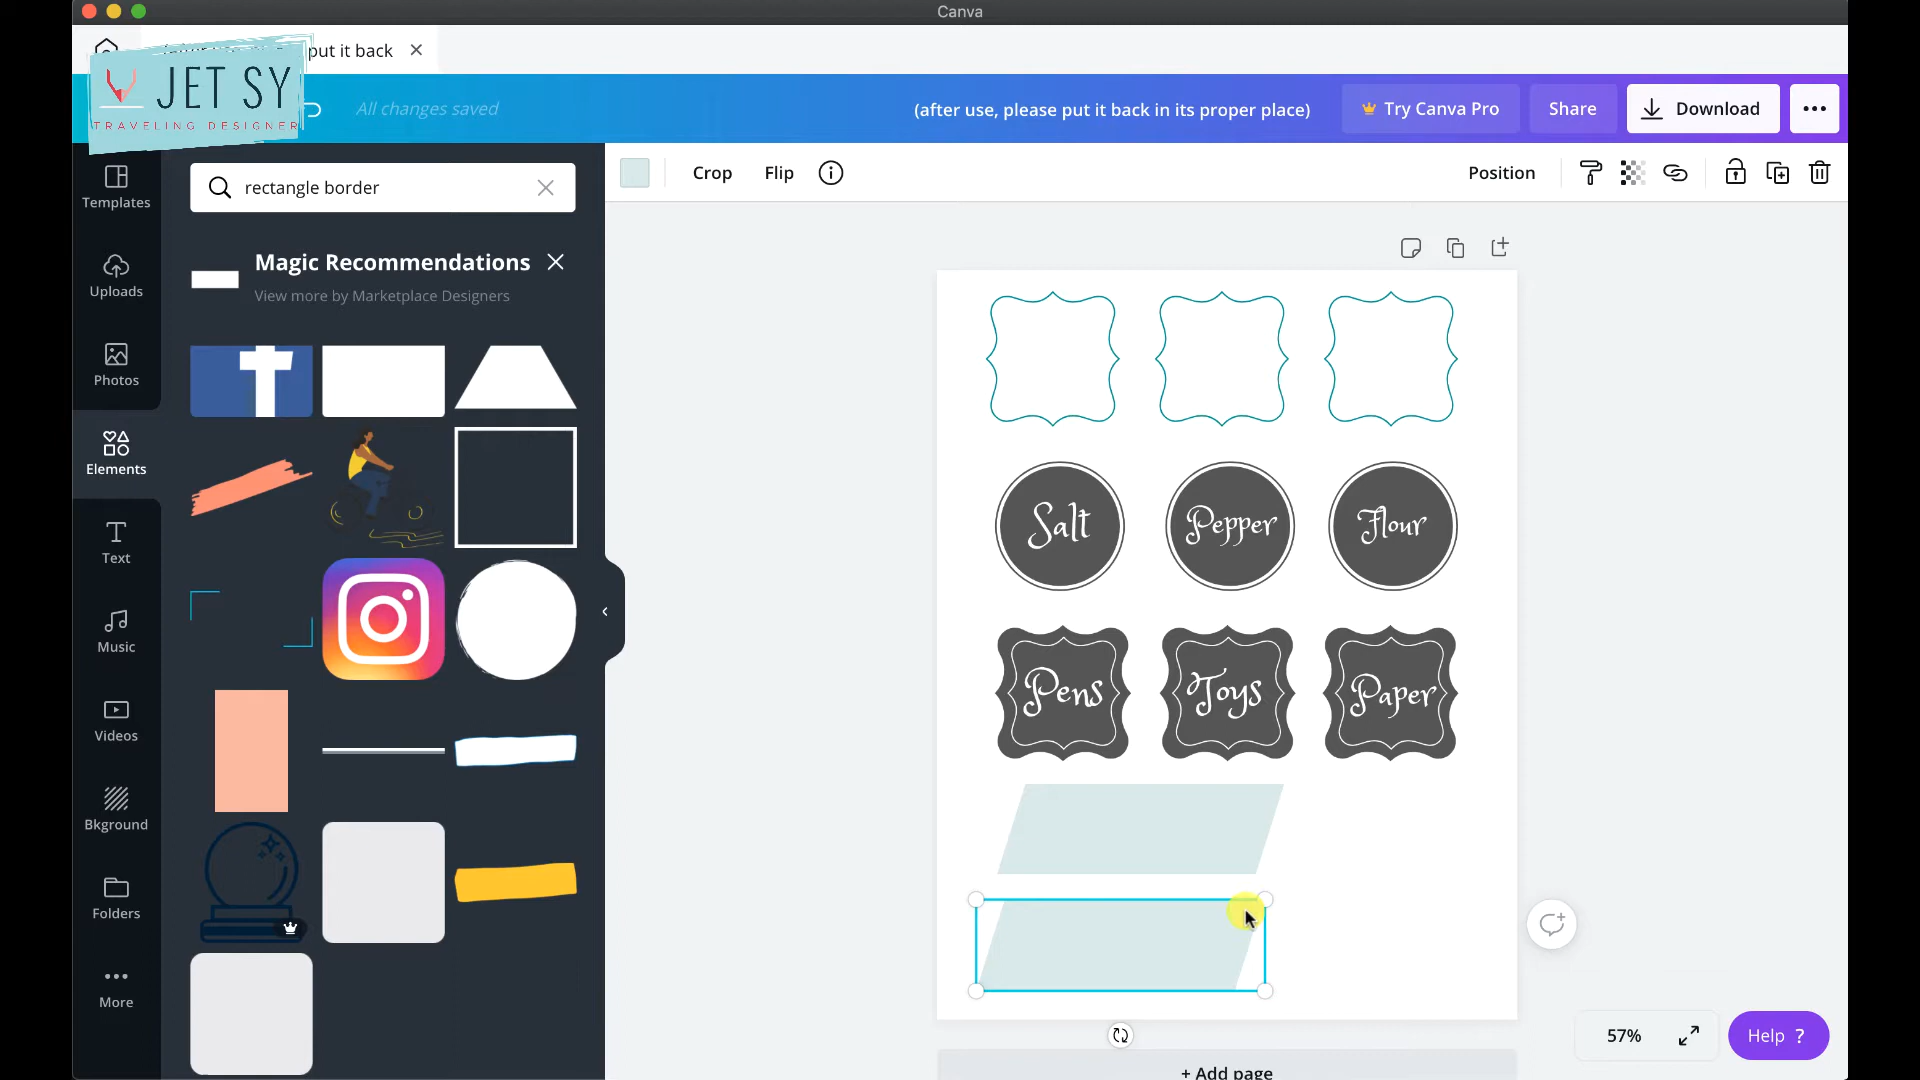 Canva
put it back
JET SY
TRAVELING DESIGNER
All changes saved
(after use, please put it back in its proper place)
Try Canva Pro
Share
Download
rectangle border
Crop
Flip
Position
Templates
Uploads
Photos
Elements
Text
Music
Videos
Bkground
Folders
More
Magic Recommendations
View more by Marketplace Designers
Salt
Pepper
Flour
Pens
Toys
Paper
+ Add page
57%
Help ?